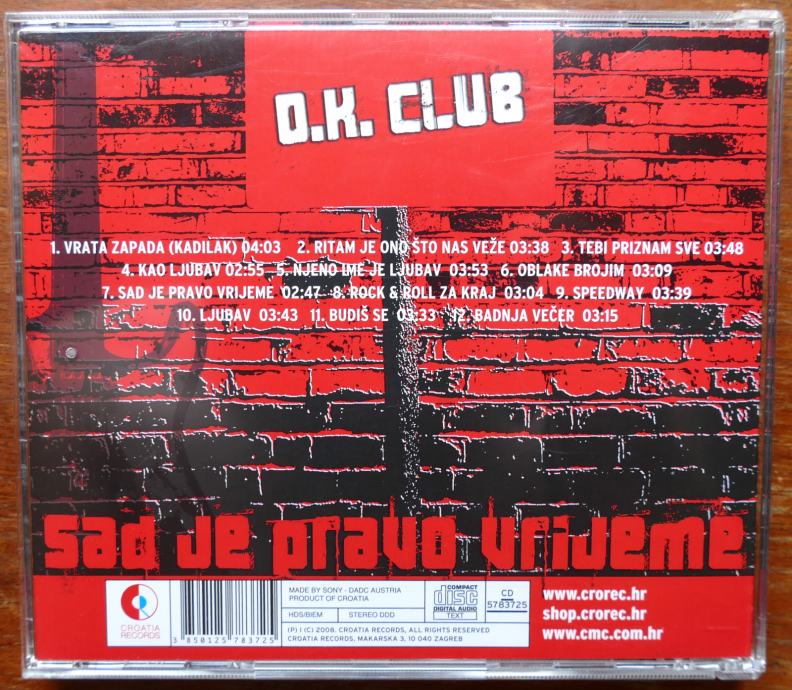 O.K. CLUB
1. VRATA ZAPADA (KADILAK) 04:03 2. RITAM JE ONO ŠTO NAS VEŽE 03:38 3. TEBI PRIZNAM SVE 03:48
4. KAO LJUBAV 02:55 5. NJENO IME JE LJUBAV 03:53 6. OBLAKE BROJIM 03:09
7. SAD JE PRAVO VRIJEME 02:47 8. ROCK & ROLL ZA KRAJ 03:04 9. SPEEDWAY 03:39
10. LJUBAV 03:43 11. BUDIŠ SE 03:33 12. BADNJA VEČER 03:15
sad je pravo vrijeme
CROATIA RECORDS
3 850125 783725
MADE BY SONY - DADC AUSTRIA
PRODUCT OF CROATIA
HDS/BIEM STEREO DDD
(P) I (C) 2008. CROATIA RECORDS, ALL RIGHTS RESERVED
CROATIA RECORDS, MAKARSKA 3, 10 040 ZAGREB
COMPACT
disc
DIGITAL AUDIO
TEXT
CD
5783725
www.crorec.hr
shop.crorec.hr
www.cmc.com.hr